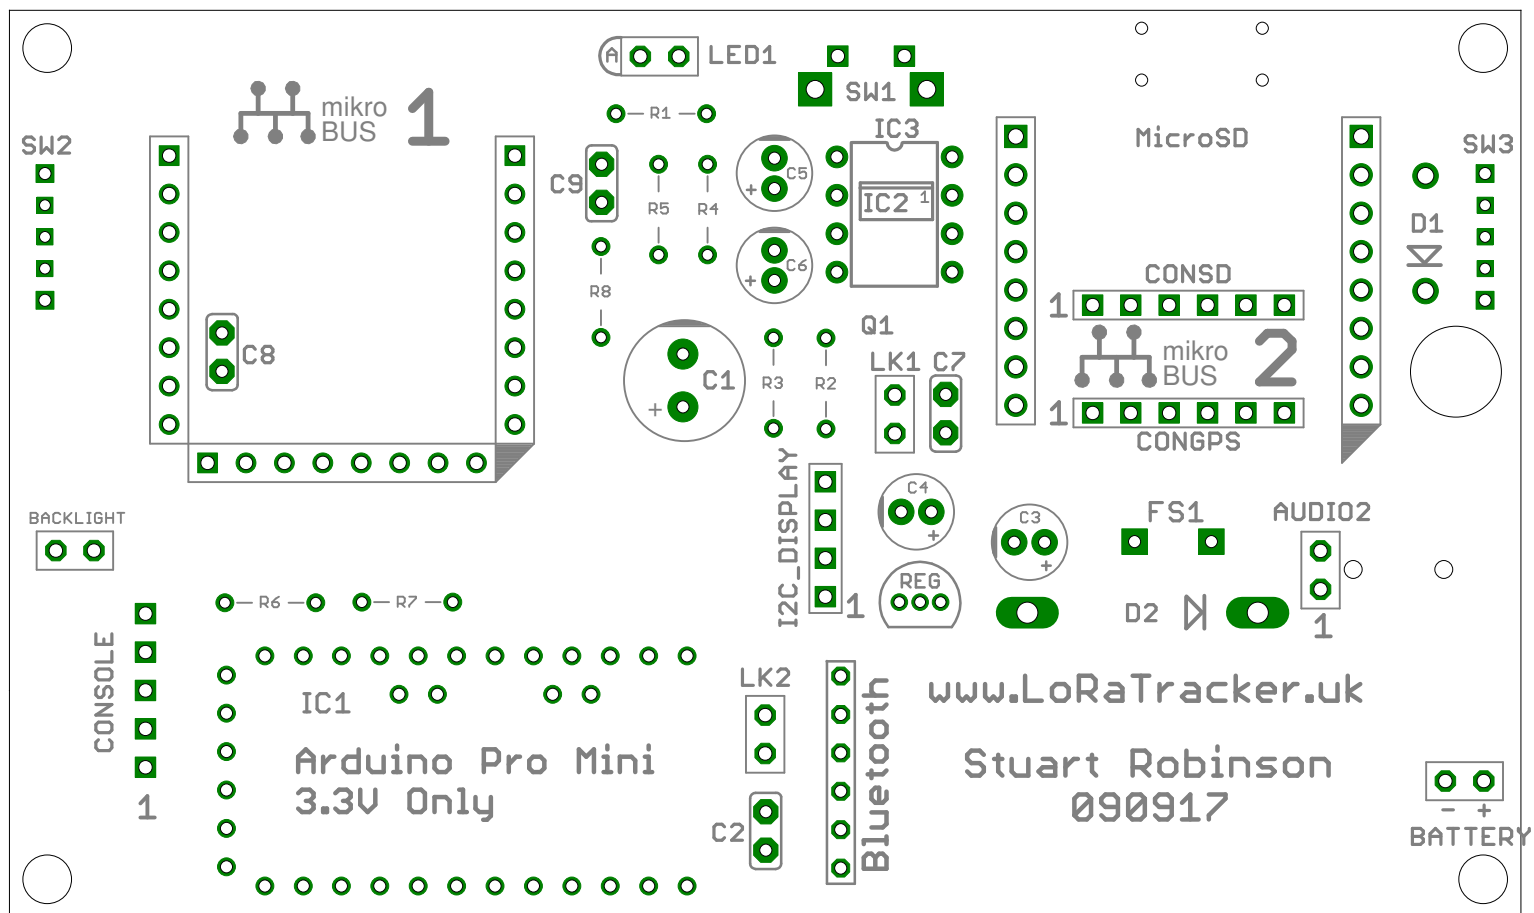 A
LED1
SW1
mikro
BUS
1
R1
IC3
MicroSD
SW2
SW3
C9
C5
+
IC2
1
R5
R4
D1
C6
+
CONSD
1
R8
Q1
mikro
BUS
2
C8
LK1
C7
C1
+
R3
R2
1
CONGPS
I2C_DISPLAY
1
C4
+
C3
+
FS1
AUDIO2
1
BACKLIGHT
REG
D2
R6
R7
CONSOLE
1
IC1
LK2
Bluetooth
www.LoRaTracker.uk
Arduino Pro Mini
3.3V Only
Stuart Robinson
090917
C2
- +
BATTERY